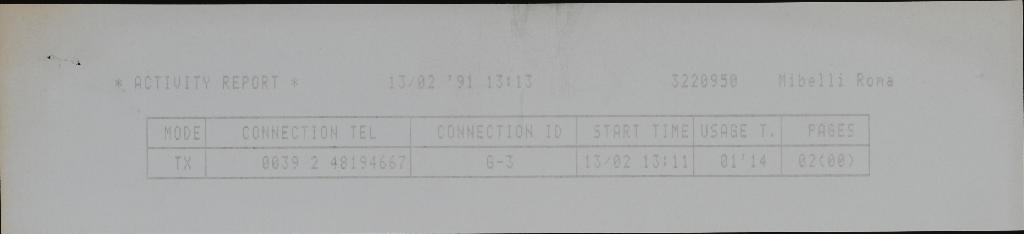 * ACTIVITY REPORT * 13/02 '91 13:13 3220950 Mibelli Roma
MODE CONNECTION TEL CONNECTION ID START TIME USAGE T. PAGES
TX 0039 2 48194667 G-3 13/02 13:11 01'14 02(00)